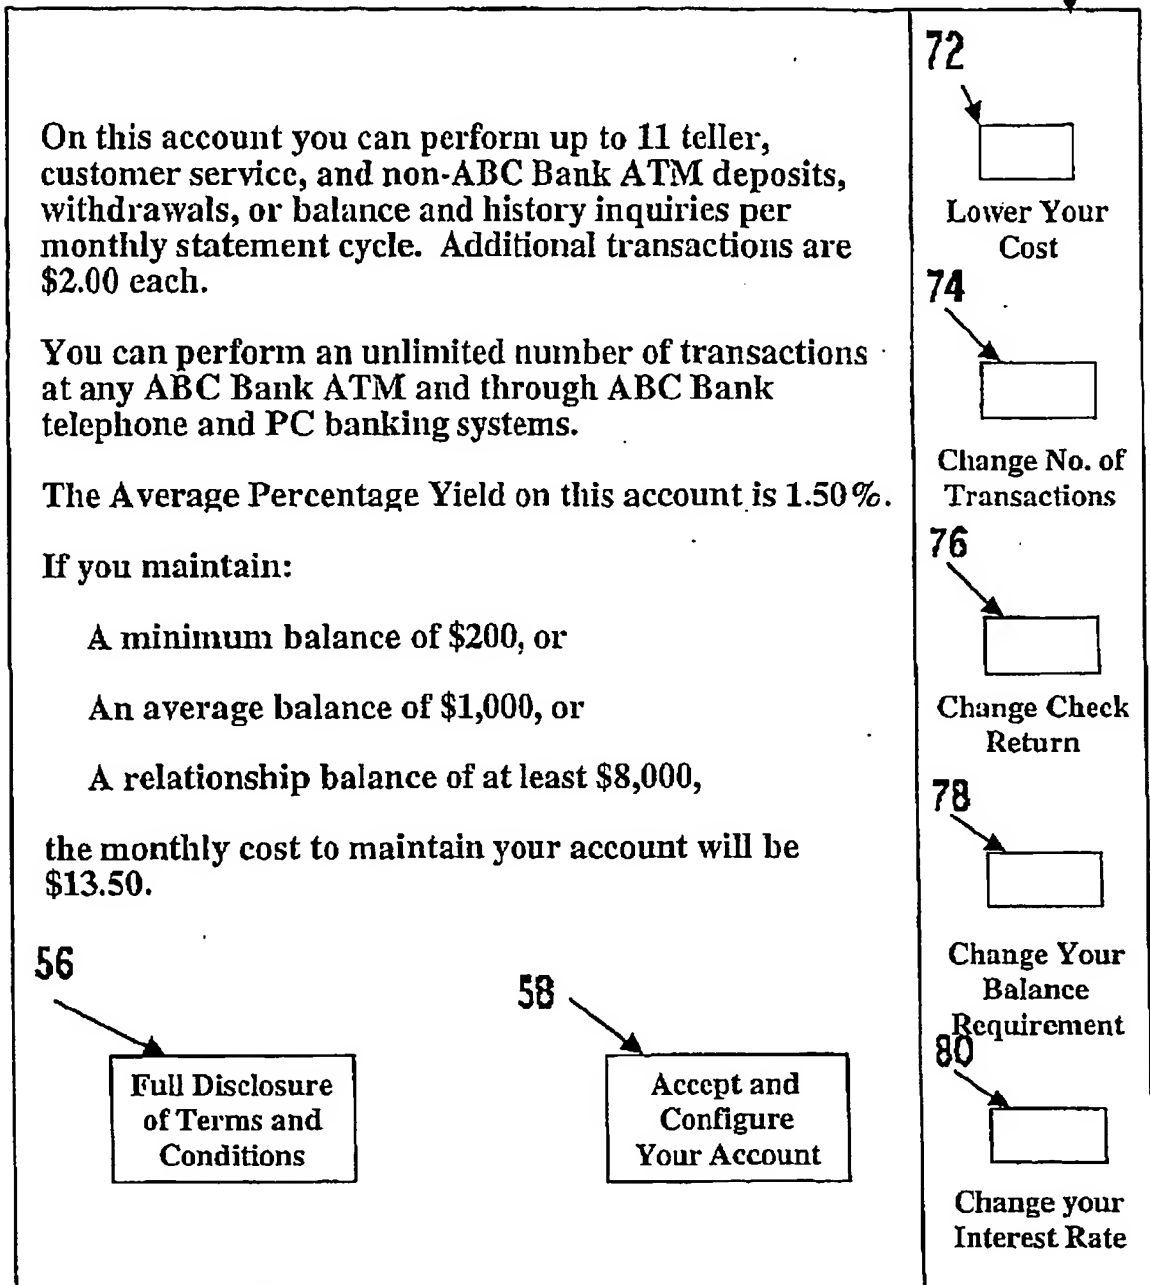 On this account you can perform up to 11 teller,
customer service, and non-ABC Bank ATM deposits,
withdrawals, or balance and history inquiries per
monthly statement cycle. Additional transactions are
$2.00 each.
You can perform an unlimited number of transactions
at any ABC Bank ATM and through ABC Bank
telephone and PC banking systems.
The Average Percentage Yield on this account is 1.50%.
If you maintain:
A minimum balance of $200, or
An average balance of $1,000, or
A relationship balance of at least $8,000,
the monthly cost to maintain your account will be
$13.50.
56
Full Disclosure
of Terms and
Conditions
58
Accept and
Configure
Your Account
72
Lower Your
Cost
74
Change No. of
Transactions
76
Change Check
Return
78
Change Your
Balance
Requirement
80
Change your
Interest Rate